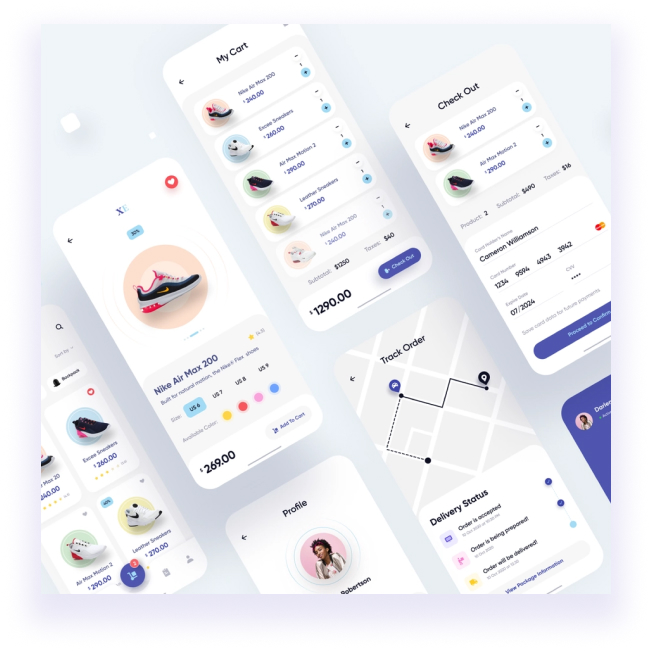 My Cart
Nike Air Max 200
$ 240.00
1
Excee Sneakers
$ 260.00
1
Air Max Motion 2
$ 290.00
1
Leather Sneakers
$ 270.00
1
Nike Air Max 200
$ 240.00
1
Subtotal: $1250
Taxes: $40
$ 1290.00
Check Out
Check Out
Nike Air Max 200
$ 240.00
1
Air Max Motion 2
$ 290.00
1
Product: 2
Subtotal: $490
Taxes: $16
Card Holder's Name
Cameron Williamson
Card Number
1234 9594 4943 3942
Expire Date
07/2024
CVV
••••
Save card data for future payments
Proceed to Confirm
XE
30%
Nike Air Max 200
Built for natural motion, the Nike Flex shoes
Size:
US 6
US 7
US 8
US 9
Available Color:
$ 269.00
Add To Cart
Sort by
Backpack
Excee Sneakers
$ 260.00
240.00
Air Max Motion 2
$ 290.00
Leather Sneakers
$ 270.00
Track Order
Delivery Status
Order is accepted
Order is being prepared!
Order will be delivered!
View Package Information
Profile
Robertson